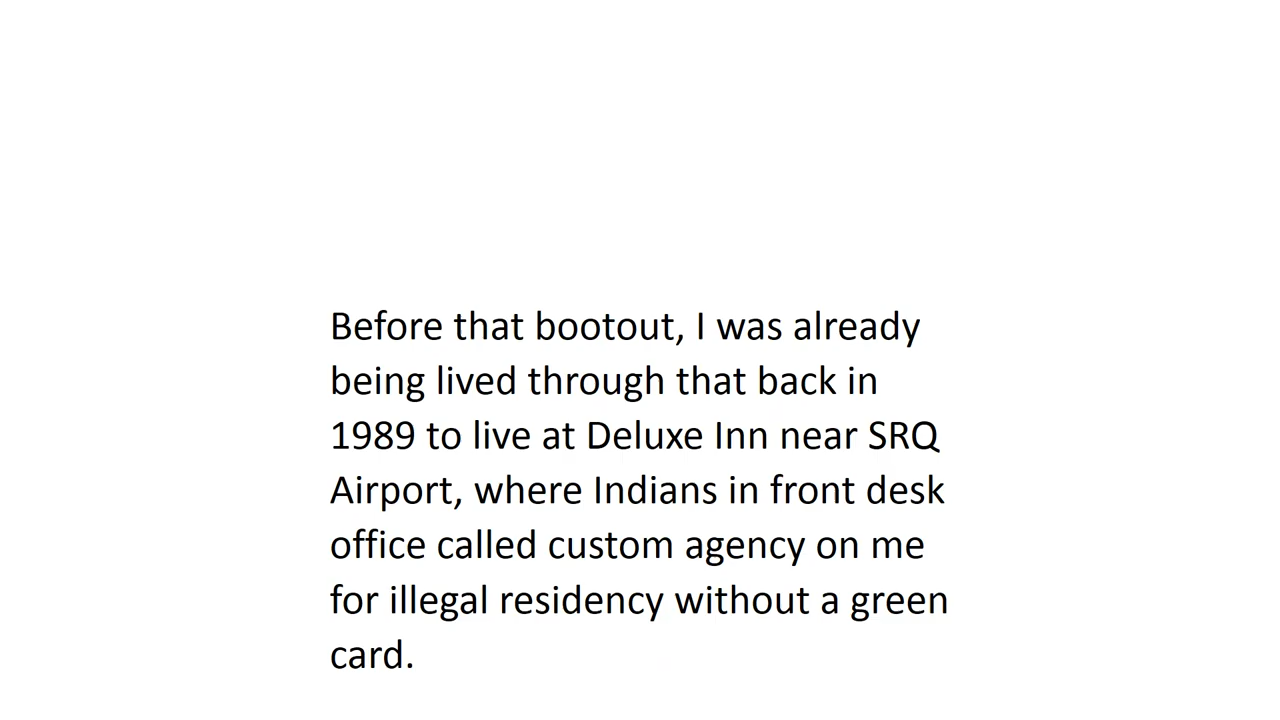 Before that bootout, I was already
being lived through that back in
1989 to live at Deluxe Inn near SRQ
Airport, where Indians in front desk
office called custom agency on me
for illegal residency without a green
card.